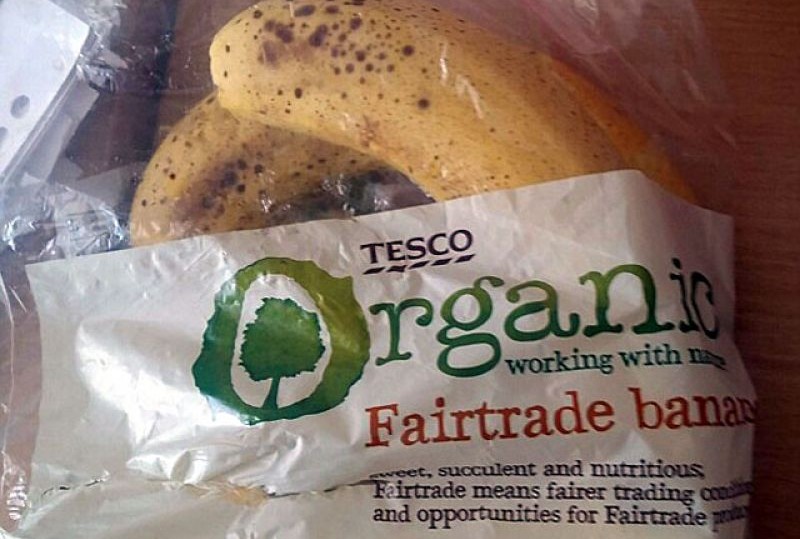 TESCO
Organic
working with
Fairtrade
sweet, succulent and nutritious;
Fairtrade means fairer trading
and opportunities for Fairtrade